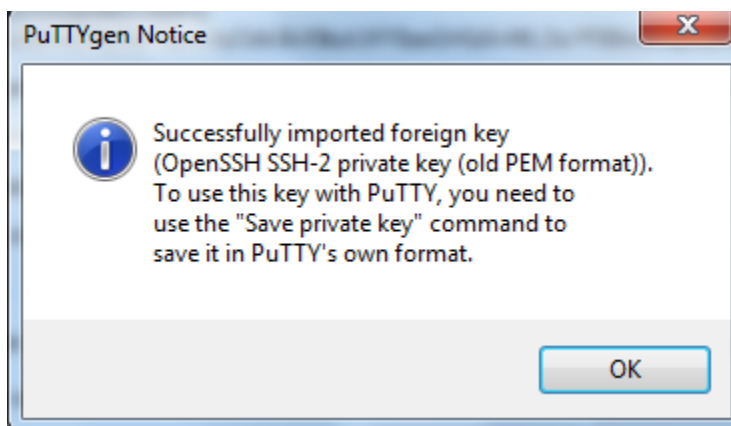 PuTTYgen Notice
Successfully imported foreign key
(OpenSSH SSH-2 private key (old PEM format)).
To use this key with PuTTY, you need to
use the "Save private key" command to
save it in PuTTY's own format.
OK